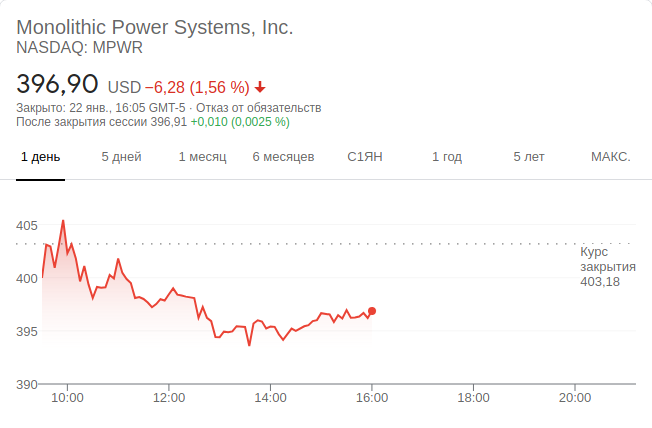 Monolithic Power Systems, Inc.
NASDAQ: MPWR
396,90 USD −6,28 (1,56 %)
Закрыто: 22 янв., 16:05 GMT-5 · Отказ от обязательств
После закрытия сессии 396,91 +0,010 (0,0025 %)
1 день 5 дней 1 месяц 6 месяцев С1ЯН 1 год 5 лет МАКС.
405
Курс
закрытия
400
403,18
395
390
10:00 12:00 14:00 16:00 18:00 20:00